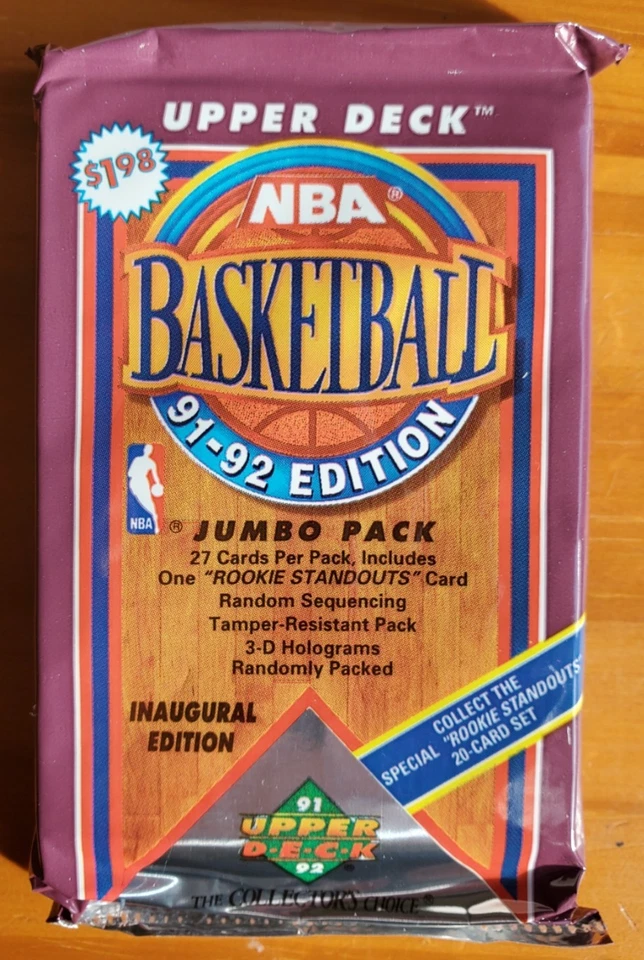 UPPER DECK™
$1.98
NBA®
BASKETBALL
91-92 EDITION
NBA
®
JUMBO PACK
27 Cards Per Pack, Includes
One "ROOKIE STANDOUTS" Card
Random Sequencing
Tamper-Resistant Pack
3-D Holograms
Randomly Packed
INAUGURAL
EDITION
COLLECT THE
SPECIAL "ROOKIE STANDOUTS"
20-CARD SET
91
UPPER
D·E·C·K
92
THE COLLECTOR'S CHOICE®